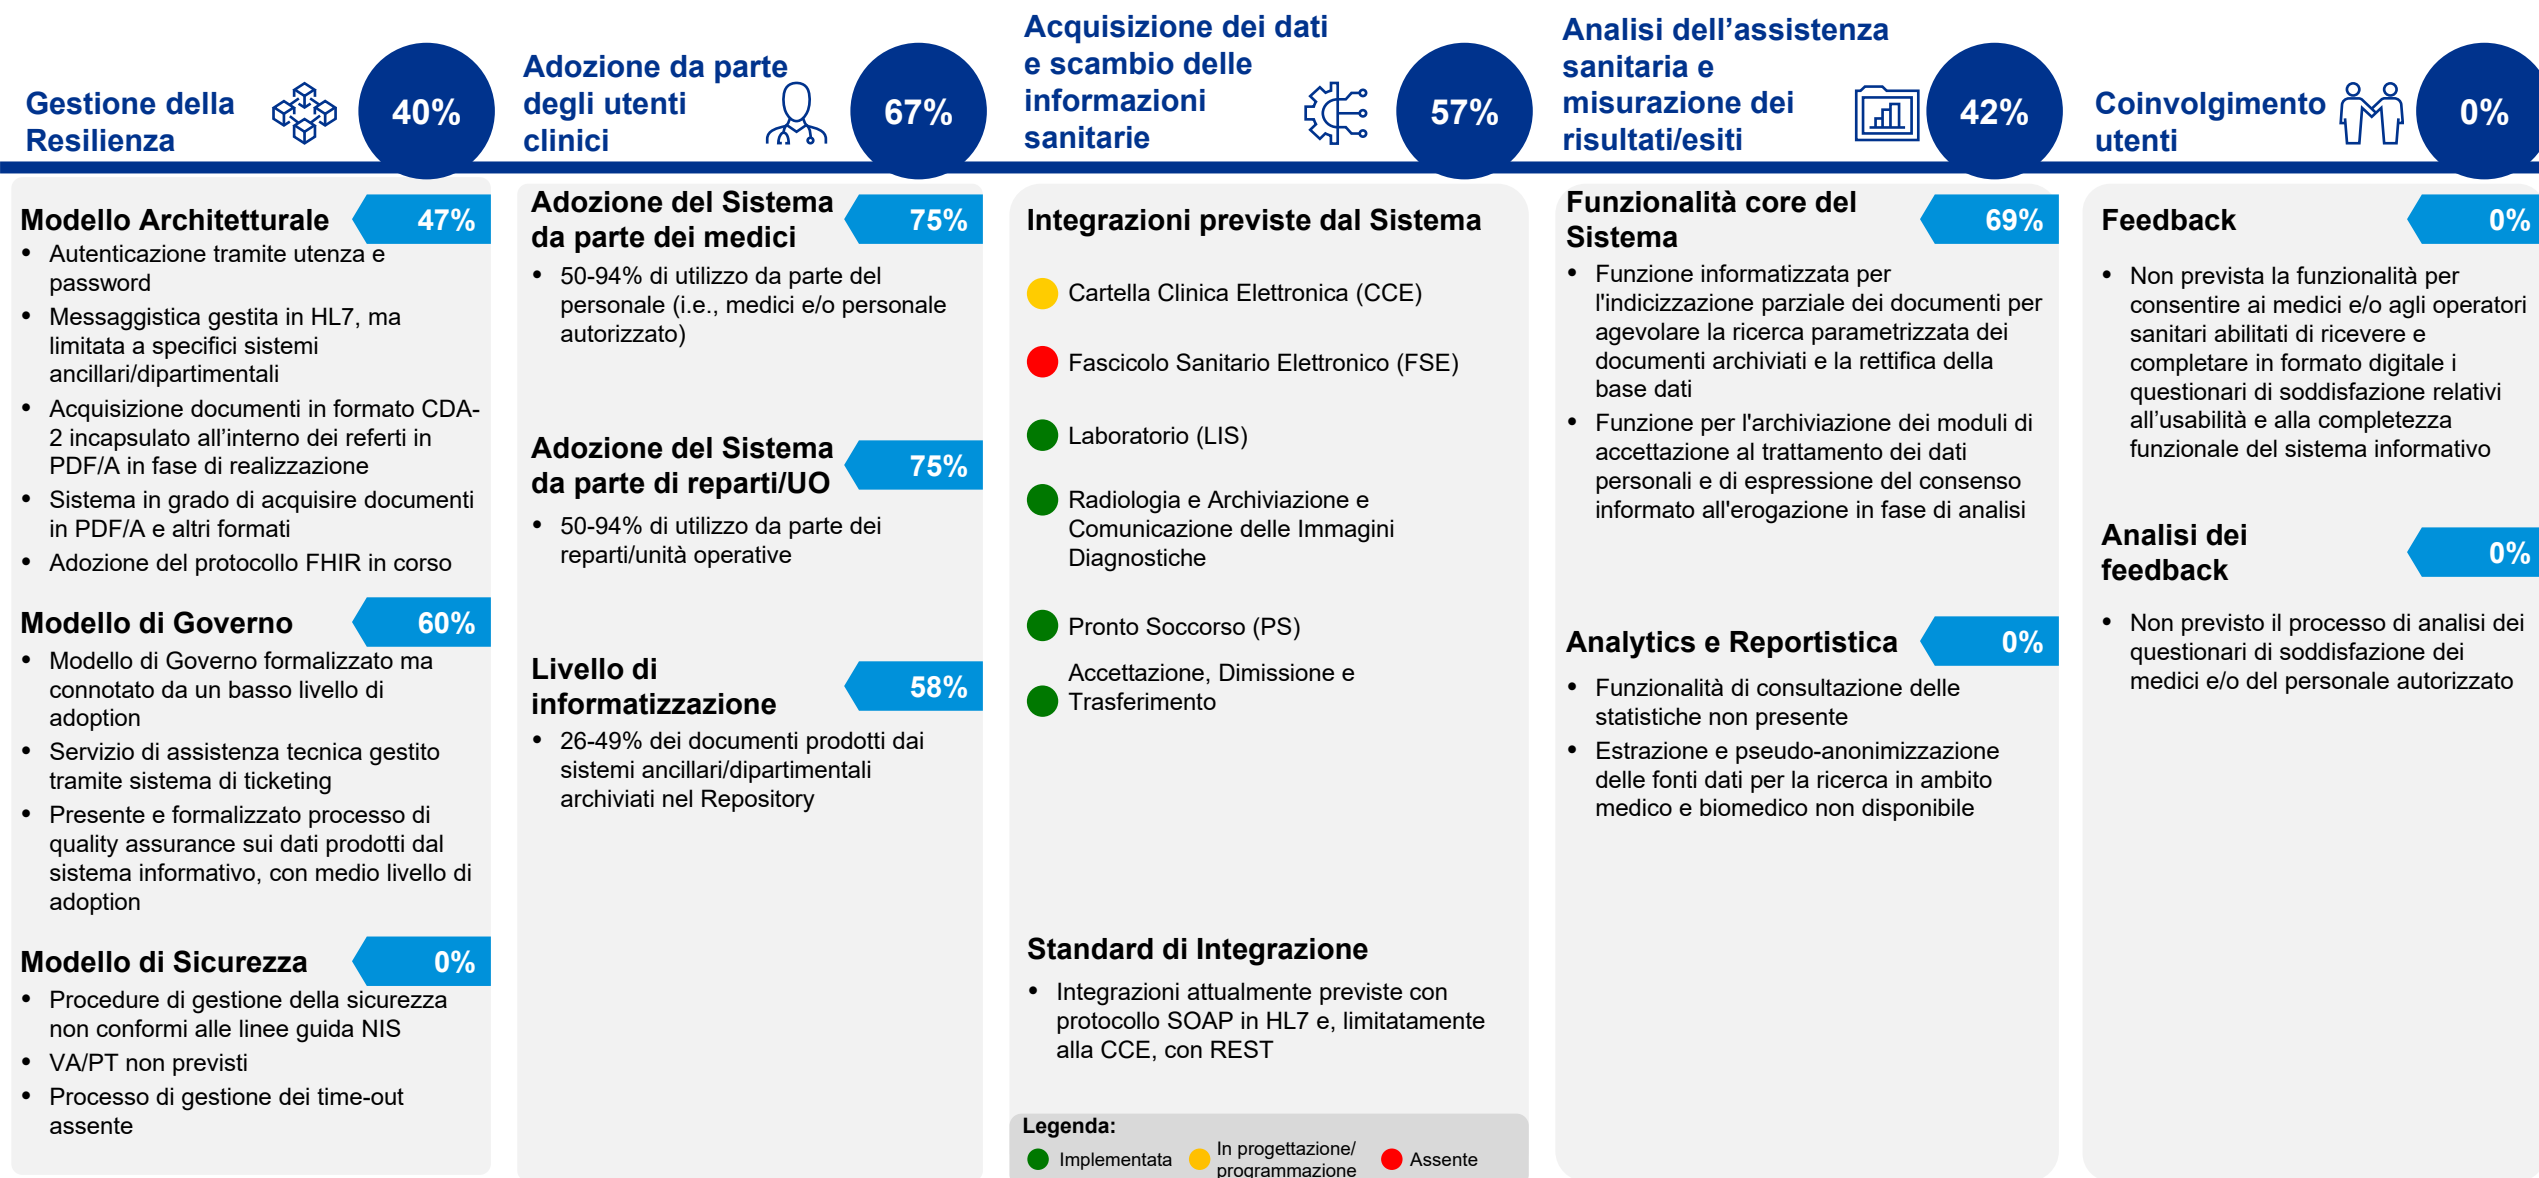 Gestione della
Resilienza
40%
Adozione da parte
degli utenti
clinici
67%
Acquisizione dei dati
e scambio delle
informazioni
sanitarie
57%
Analisi dell’assistenza
sanitaria e
misurazione dei
risultati/esiti
42%
Coinvolgimento
utenti
0%
Modello Architetturale
47%
• Autenticazione tramite utenza e
password
• Messaggistica gestita in HL7, ma
limitata a specifici sistemi
ancillari/dipartimentali
• Acquisizione documenti in formato CDA-
2 incapsulato all’interno dei referti in
PDF/A in fase di realizzazione
• Sistema in grado di acquisire documenti
in PDF/A e altri formati
• Adozione del protocollo FHIR in corso
Modello di Governo
60%
• Modello di Governo formalizzato ma
connotato da un basso livello di
adoption
• Servizio di assistenza tecnica gestito
tramite sistema di ticketing
• Presente e formalizzato processo di
quality assurance sui dati prodotti dal
sistema informativo, con medio livello di
adoption
Modello di Sicurezza
0%
• Procedure di gestione della sicurezza
non conformi alle linee guida NIS
• VA/PT non previsti
• Processo di gestione dei time-out
assente
Adozione del Sistema
da parte dei medici
75%
• 50-94% di utilizzo da parte del
personale (i.e., medici e/o personale
autorizzato)
Adozione del Sistema
da parte di reparti/UO
75%
• 50-94% di utilizzo da parte dei
reparti/unità operative
Livello di
informatizzazione
58%
• 26-49% dei documenti prodotti dai
sistemi ancillari/dipartimentali
archiviati nel Repository
Integrazioni previste dal Sistema
Cartella Clinica Elettronica (CCE)
Fascicolo Sanitario Elettronico (FSE)
Laboratorio (LIS)
Radiologia e Archiviazione e
Comunicazione delle Immagini
Diagnostiche
Pronto Soccorso (PS)
Accettazione, Dimissione e
Trasferimento
Standard di Integrazione
• Integrazioni attualmente previste con
protocollo SOAP in HL7 e, limitatamente
alla CCE, con REST
Legenda:
Implementata
In progettazione/
programmazione
Assente
Funzionalità core del
Sistema
69%
• Funzione informatizzata per
l'indicizzazione parziale dei documenti per
agevolare la ricerca parametrizzata dei
documenti archiviati e la rettifica della
base dati
• Funzione per l'archiviazione dei moduli di
accettazione al trattamento dei dati
personali e di espressione del consenso
informato all'erogazione in fase di analisi
Analytics e Reportistica
0%
• Funzionalità di consultazione delle
statistiche non presente
• Estrazione e pseudo-anonimizzazione
delle fonti dati per la ricerca in ambito
medico e biomedico non disponibile
Feedback
0%
• Non prevista la funzionalità per
consentire ai medici e/o agli operatori
sanitari abilitati di ricevere e
completare in formato digitale i
questionari di soddisfazione relativi
all’usabilità e alla completezza
funzionale del sistema informativo
Analisi dei
feedback
0%
• Non previsto il processo di analisi dei
questionari di soddisfazione dei
medici e/o del personale autorizzato